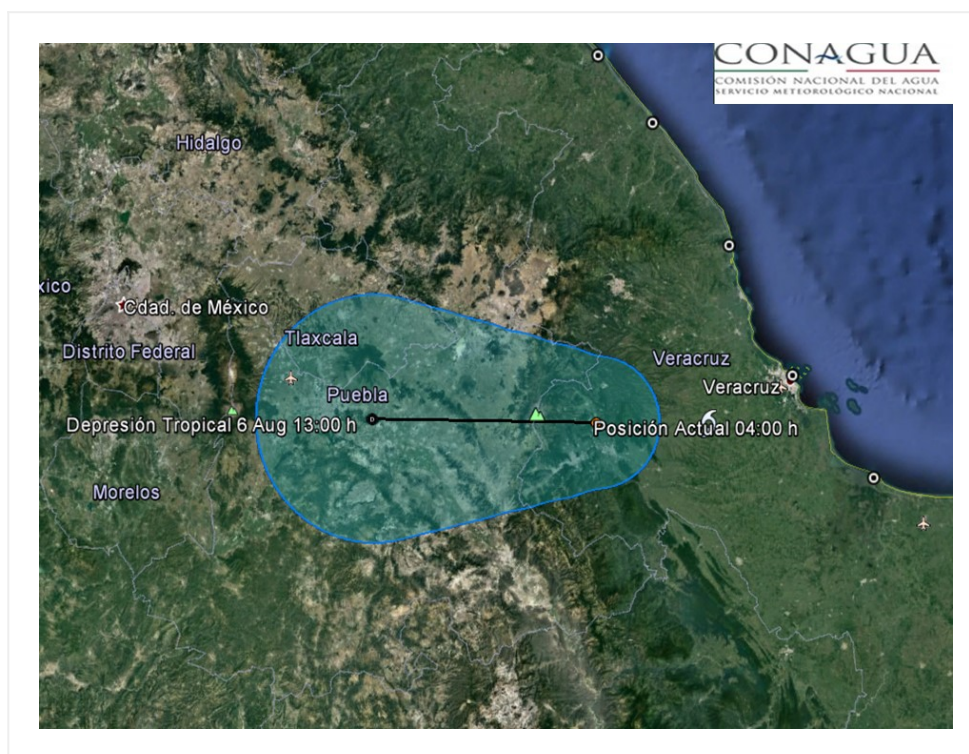 CONAGUA
COMISIÓN NACIONAL DEL AGUA
SERVICIO METEOROLÓGICO NACIONAL
Hidalgo
xico
Cdad. de México
Distrito Federal
Tlaxcala
Veracruz
Puebla
Veracruz
Depresión Tropical 6 Aug 13:00 h
Posición Actual 04:00 h
Morelos